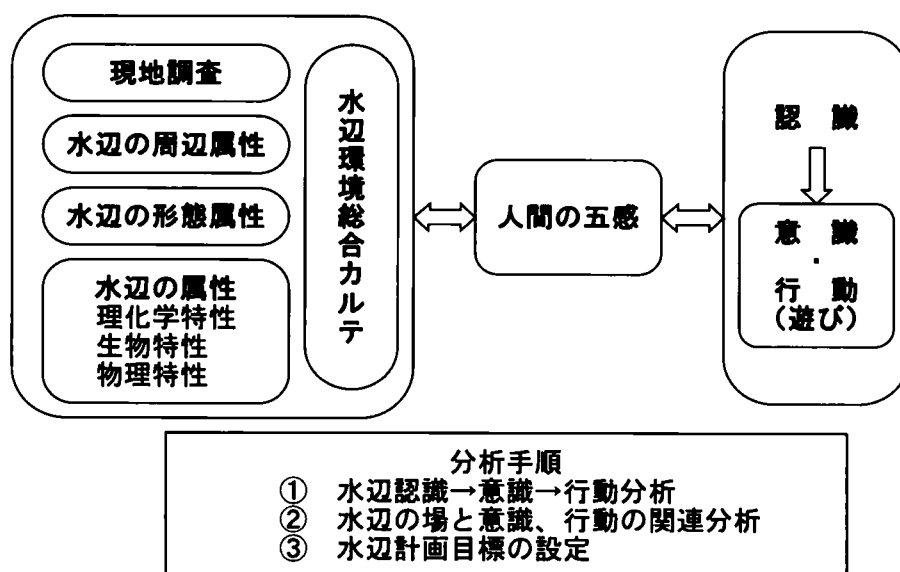 現地調査
水辺の周辺属性
水辺の形態属性
水辺の属性
理化学特性
生物特性
物理特性
水辺環境総合カルテ
人間の五感
認識
意識
・
行動
(遊び)
分析手順
① 水辺認識→意識→行動分析
② 水辺の場と意識、行動の関連分析
③ 水辺計画目標の設定